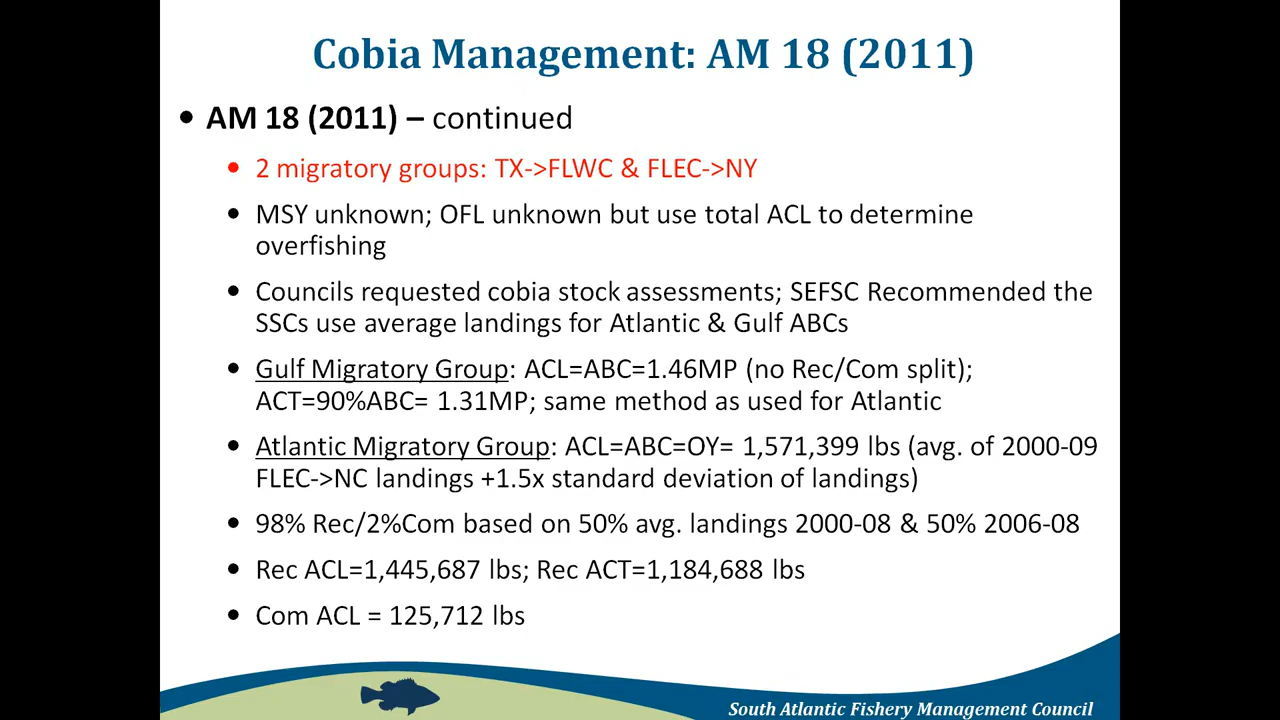 Cobia Management: AM 18 (2011)
• AM 18 (2011) – continued
• 2 migratory groups: TX->FLWC & FLEC->NY
• MSY unknown; OFL unknown but use total ACL to determine
overfishing
• Councils requested cobia stock assessments; SEFSC Recommended the
SSCs use average landings for Atlantic & Gulf ABCs
• Gulf Migratory Group: ACL=ABC=1.46MP (no Rec/Com split);
ACT=90%ABC= 1.31MP; same method as used for Atlantic
• Atlantic Migratory Group: ACL=ABC=OY= 1,571,399 lbs (avg. of 2000-09
FLEC->NC landings +1.5x standard deviation of landings)
• 98% Rec/2%Com based on 50% avg. landings 2000-08 & 50% 2006-08
• Rec ACL=1,445,687 lbs; Rec ACT=1,184,688 lbs
• Com ACL = 125,712 lbs
South Atlantic Fishery Management Council